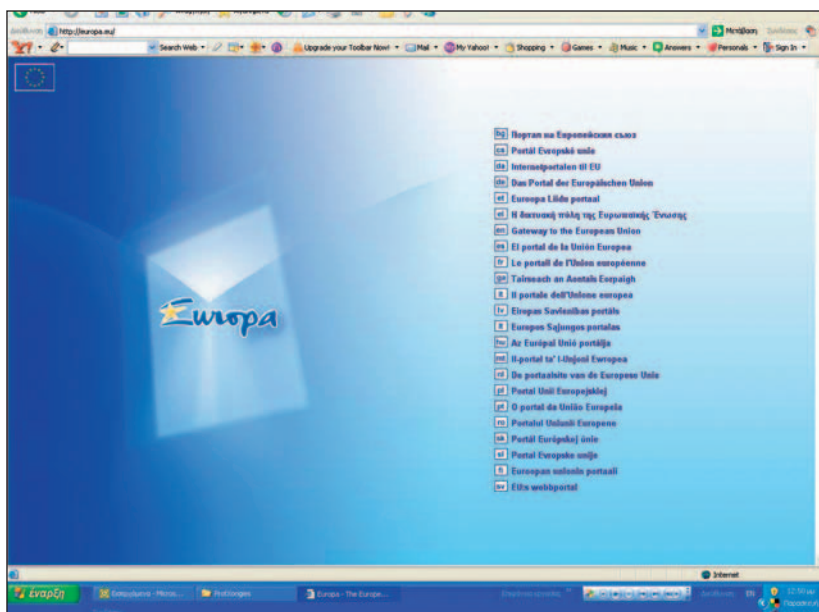 http://europa.eu/ Μετάβαση
Search Web Upgrade your Toolbar Now! Mail My Yahoo! Shopping Games Music Answers Personals Sign In
bg Портал на Европейския съюз
cs Portál Evropské unie
da Internetportalen til EU
de Das Portal der Europäischen Union
et Euroopa Liidu portaal
el Η δικτυακή πύλη της Ευρωπαϊκής Ένωσης
en Gateway to the European Union
es El portal de la Unión Europea
fr Le portail de l'Union européenne
ga Tairseach an Aontais Eorpaigh
it Il portale dell'Unione europea
lv Eiropas Savienības portāls
lt Europos Sąjungos portalas
hu Az Európai Unió portálja
mt Il-portal ta' l-Unjoni Ewropea
nl De portaalsite van de Europese Unie
pl Portal Unii Europejskiej
pt O portal da União Europeia
ro Portalul Uniunii Europene
sk Portál Európskej únie
sl Portal Evropske unije
fi Euroopan unionin portaali
sv EU:s webbportal
Europa
Internet
έναρξη Europa - The Europe... EN 12:50 μμ